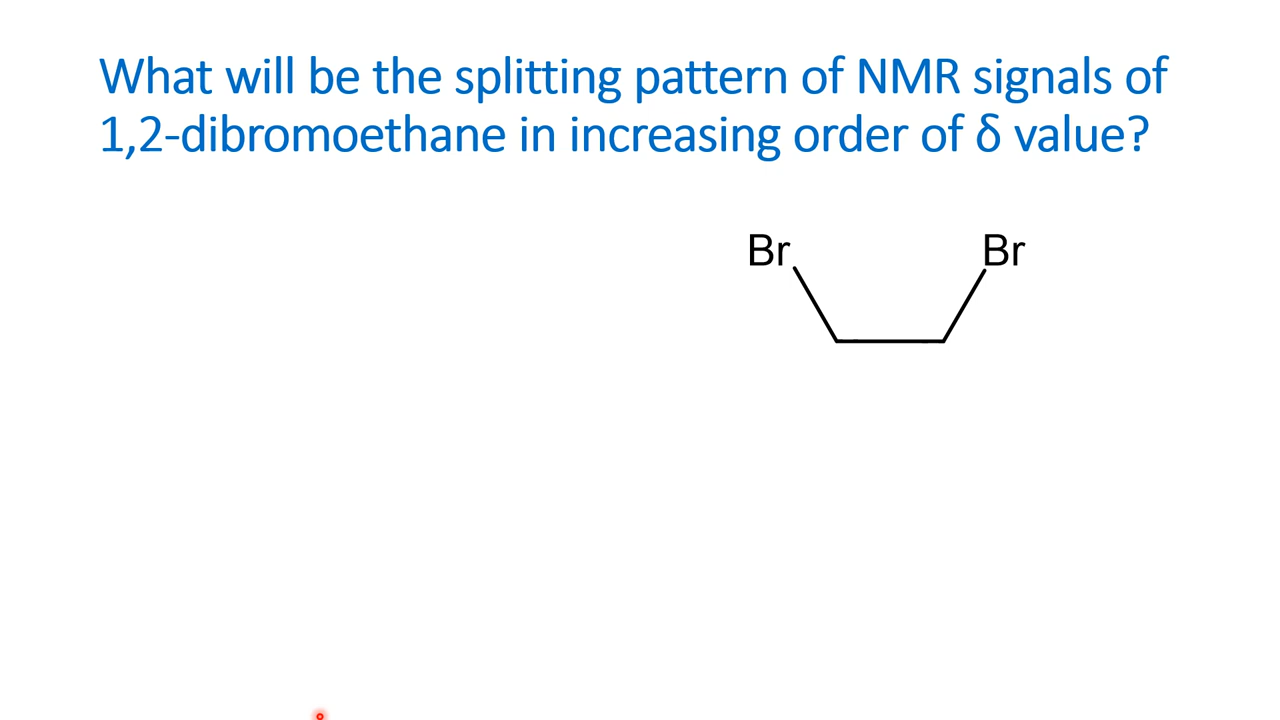 What will be the splitting pattern of NMR signals of
1,2-dibromoethane in increasing order of δ value?
Br Br